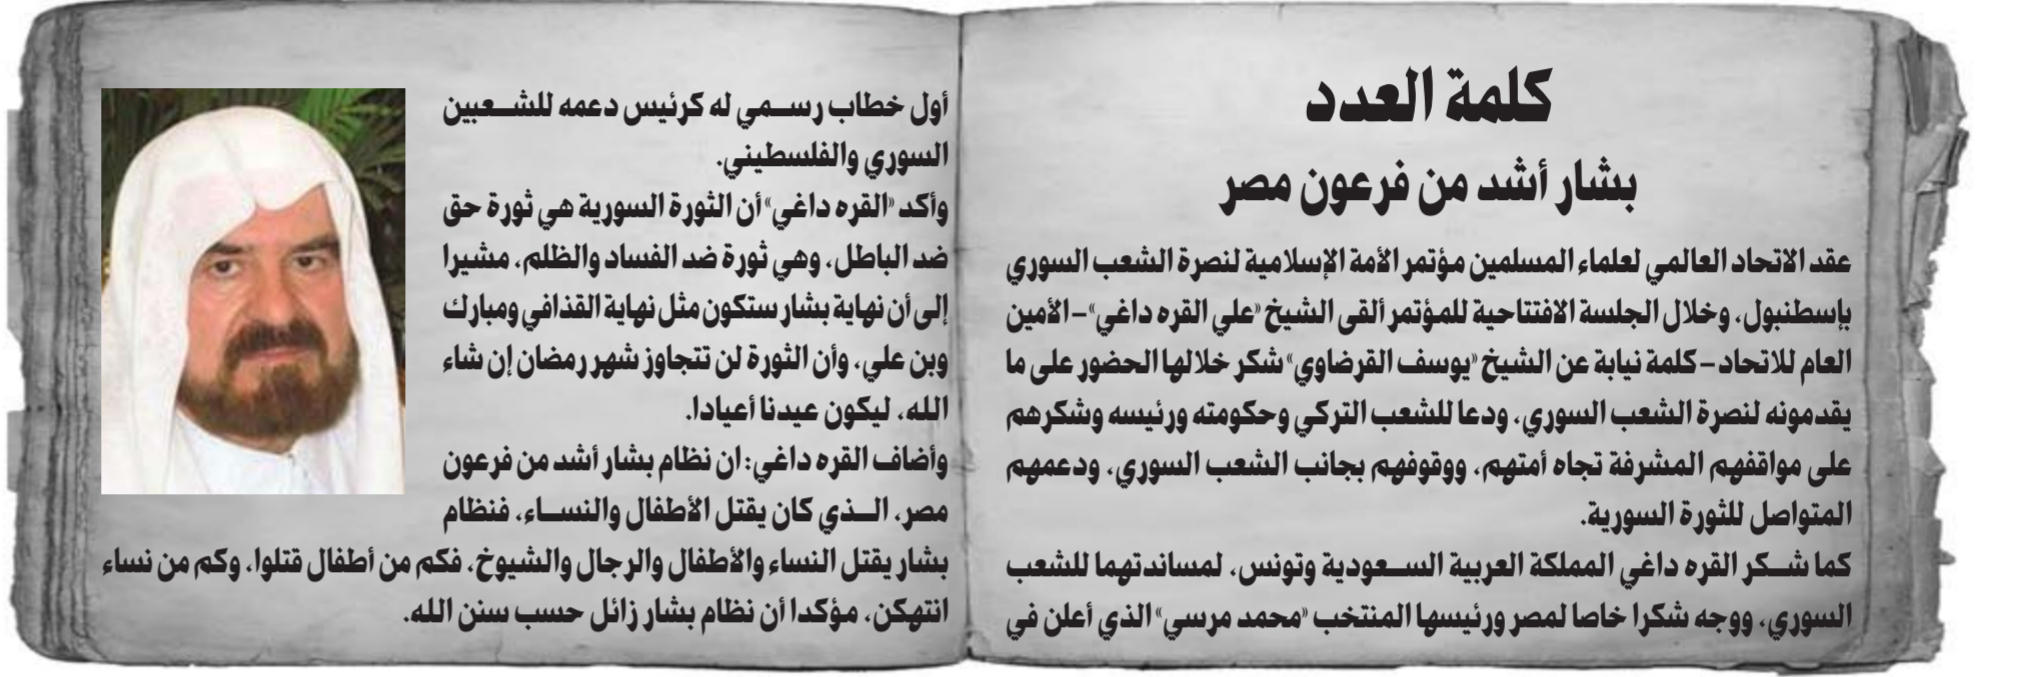 كلمة العدد
بشار أشد من فرعون مصر
عقد الاتحاد العالمي لعلماء المسلمين مؤتمر الأمة الإسلامية لنصرة الشعب السوري
بإسطنبول، وخلال الجلسة الافتتاحية للمؤتمر ألقى الشيخ «علي القره داغي» – الأمين
العام للاتحاد – كلمة نيابة عن الشيخ «يوسف القرضاوي» شكر خلالها الحضور على ما
يقدمونه لنصرة الشعب السوري، ودعا للشعب التركي وحكومته ورئيسه وشكرهم
على مواقفهم المشرفة تجاه أمتهم، ووقوفهم بجانب الشعب السوري، ودعمهم
المتواصل للثورة السورية.
كما شكر القره داغي المملكة العربية السعودية وتونس، لمساندتهما للشعب
السوري، ووجه شكرا خاصا لمصر ورئيسها المنتخب «محمد مرسي» الذي أعلن في
أول خطاب رسمي له كرئيس دعمه للشعبين
السوري والفلسطيني.
وأكد «القره داغي» أن الثورة السورية هي ثورة حق
ضد الباطل، وهي ثورة ضد الفساد والظلم، مشيرا
إلى أن نهاية بشار ستكون مثل نهاية القذافي ومبارك
وبن علي، وأن الثورة لن تتجاوز شهر رمضان إن شاء
الله، ليكون عيدنا أعيادا.
وأضاف القره داغي: ان نظام بشار أشد من فرعون
مصر، الذي كان يقتل الأطفال والنساء، فنظام
بشار يقتل النساء والأطفال والرجال والشيوخ، فكم من أطفال قتلوا، وكم من نساء
انتهكن، مؤكدا أن نظام بشار زائل حسب سنن الله.